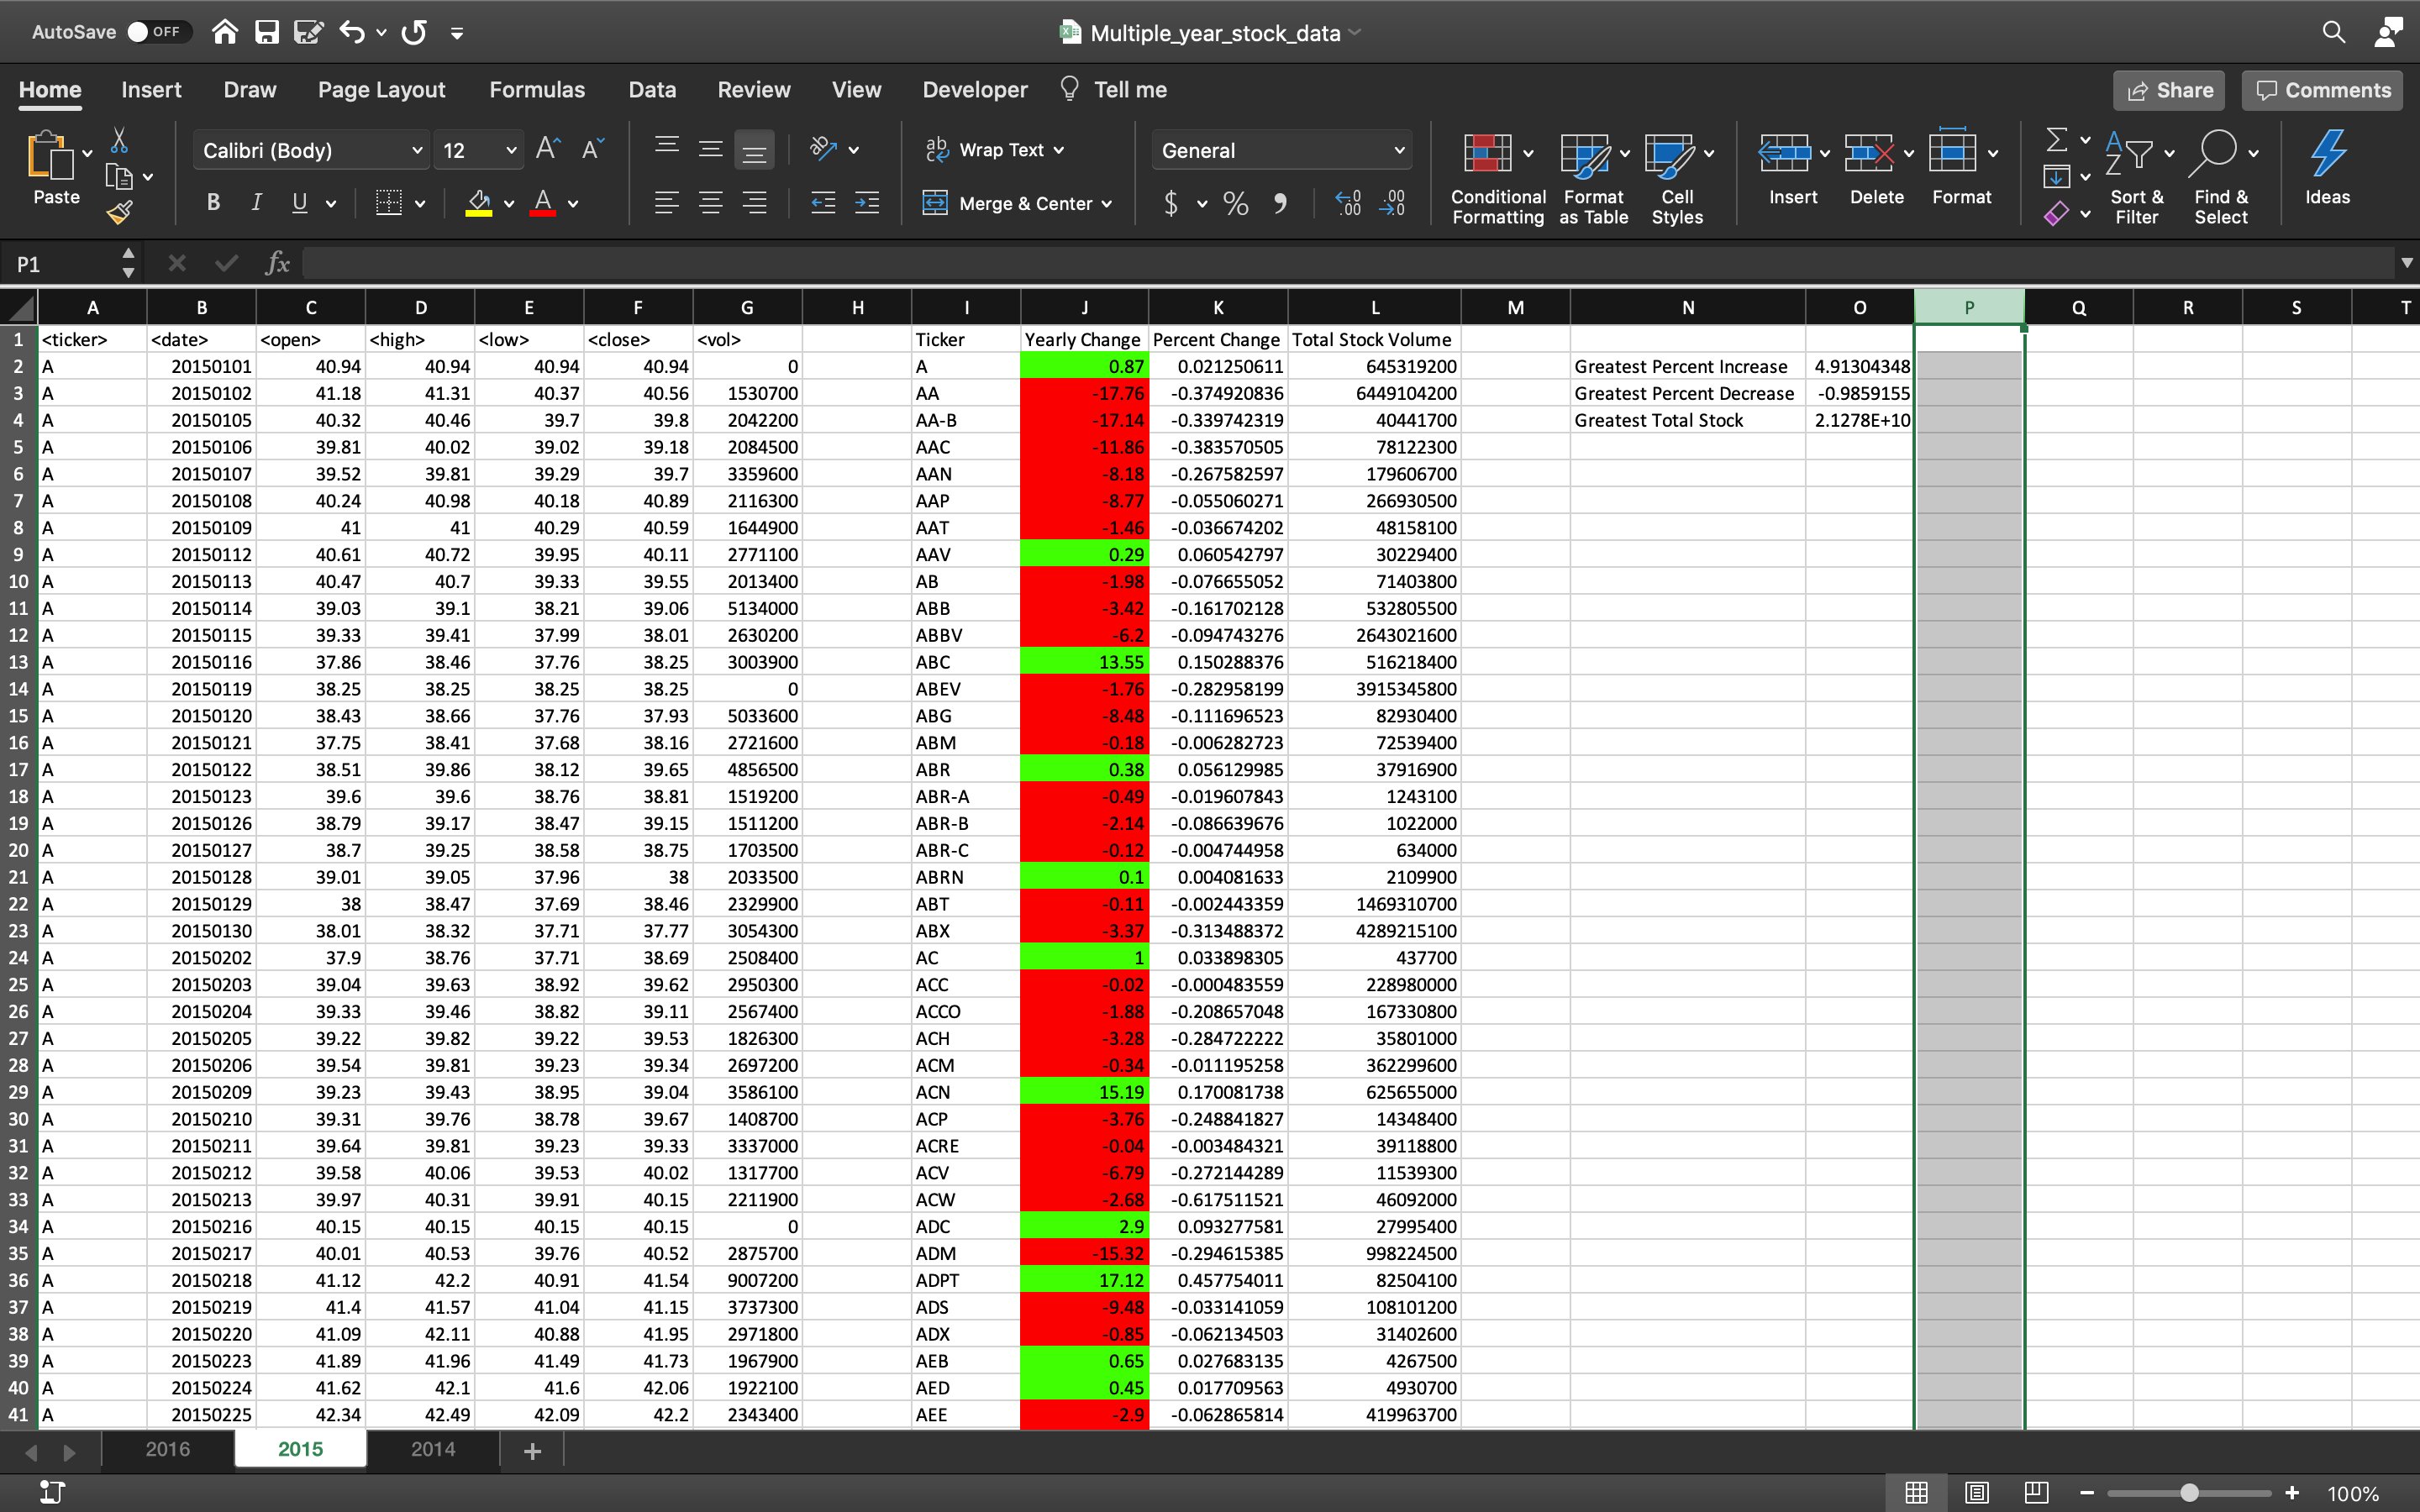 AutoSave OFF Multiple_year_stock_data
Home Insert Draw Page Layout Formulas Data Review View Developer Tell me Share Comments
Calibri (Body) 12 Wrap Text General
Paste Merge & Center Conditional Formatting Format as Table Cell Styles Insert Delete Format Sort & Filter Find & Select Ideas
P1 fx
A B C D E F G H I J K L M N O P Q R S T
1 <ticker> <date> <open> <high> <low> <close> <vol> Ticker Yearly Change Percent Change Total Stock Volume
2 A 20150101 40.94 40.94 40.94 40.94 0 A 0.87 0.021250611 645319200 Greatest Percent Increase 4.91304348
3 A 20150102 41.18 41.31 40.37 40.56 1530700 AA -17.76 -0.374920836 6449104200 Greatest Percent Decrease -0.9859155
4 A 20150105 40.32 40.46 39.7 39.8 2042200 AA-B -17.14 -0.339742319 40441700 Greatest Total Stock 2.1278E+10
5 A 20150106 39.81 40.02 39.02 39.18 2084500 AAC -11.86 -0.383570505 78122300
6 A 20150107 39.52 39.81 39.29 39.7 3359600 AAN -8.18 -0.267582597 179606700
7 A 20150108 40.24 40.98 40.18 40.89 2116300 AAP -8.77 -0.055060271 266930500
8 A 20150109 41 41 40.29 40.59 1644900 AAT -1.46 -0.036674202 48158100
9 A 20150112 40.61 40.72 39.95 40.11 2771100 AAV 0.29 0.060542797 30229400
10 A 20150113 40.47 40.7 39.33 39.55 2013400 AB -1.98 -0.076655052 71403800
11 A 20150114 39.03 39.1 38.21 39.06 5134000 ABB -3.42 -0.161702128 532805500
12 A 20150115 39.33 39.41 37.99 38.01 2630200 ABBV -6.2 -0.094743276 2643021600
13 A 20150116 37.86 38.46 37.76 38.25 3003900 ABC 13.55 0.150288376 516218400
14 A 20150119 38.25 38.25 38.25 38.25 0 ABEV -1.76 -0.282958199 3915345800
15 A 20150120 38.43 38.66 37.76 37.93 5033600 ABG -8.48 -0.111696523 82930400
16 A 20150121 37.75 38.41 37.68 38.16 2721600 ABM -0.18 -0.006282723 72539400
17 A 20150122 38.51 39.86 38.12 39.65 4856500 ABR 0.38 0.056129985 37916900
18 A 20150123 39.6 39.6 38.76 38.81 1519200 ABR-A -0.49 -0.019607843 1243100
19 A 20150126 38.79 39.17 38.47 39.15 1511200 ABR-B -2.14 -0.086639676 1022000
20 A 20150127 38.7 39.25 38.58 38.75 1703500 ABR-C -0.12 -0.004744958 634000
21 A 20150128 39.01 39.05 37.96 38 2033500 ABRN 0.1 0.004081633 2109900
22 A 20150129 38 38.47 37.69 38.46 2329900 ABT -0.11 -0.002443359 1469310700
23 A 20150130 38.01 38.32 37.71 37.77 3054300 ABX -3.37 -0.313488372 4289215100
24 A 20150202 37.9 38.76 37.71 38.69 2508400 AC 1 0.033898305 437700
25 A 20150203 39.04 39.63 38.92 39.62 2950300 ACC -0.02 -0.000483559 228980000
26 A 20150204 39.33 39.46 38.82 39.11 2567400 ACCO -1.88 -0.208657048 167330800
27 A 20150205 39.22 39.82 39.22 39.53 1826300 ACH -3.28 -0.284722222 35801000
28 A 20150206 39.54 39.81 39.23 39.34 2697200 ACM -0.34 -0.011195258 362299600
29 A 20150209 39.23 39.43 38.95 39.04 3586100 ACN 15.19 0.170081738 625655000
30 A 20150210 39.31 39.76 38.78 39.67 1408700 ACP -3.76 -0.248841827 14348400
31 A 20150211 39.64 39.81 39.23 39.33 3337000 ACRE -0.04 -0.003484321 39118800
32 A 20150212 39.58 40.06 39.53 40.02 1317700 ACV -6.79 -0.272144289 11539300
33 A 20150213 39.97 40.31 39.91 40.15 2211900 ACW -2.68 -0.617511521 46092000
34 A 20150216 40.15 40.15 40.15 40.15 0 ADC 2.9 0.093277581 27995400
35 A 20150217 40.01 40.53 39.76 40.52 2875700 ADM -15.32 -0.294615385 998224500
36 A 20150218 41.12 42.2 40.91 41.54 9007200 ADPT 17.12 0.457754011 82504100
37 A 20150219 41.4 41.57 41.04 41.15 3737300 ADS -9.48 -0.033141059 108101200
38 A 20150220 41.09 42.11 40.88 41.95 2971800 ADX -0.85 -0.062134503 31402600
39 A 20150223 41.89 41.96 41.49 41.73 1967900 AEB 0.65 0.027683135 4267500
40 A 20150224 41.62 42.1 41.6 42.06 1922100 AED 0.45 0.017709563 4930700
41 A 20150225 42.34 42.49 42.09 42.2 2343400 AEE -2.9 -0.062865814 419963700
2016 2015 2014 +
100%